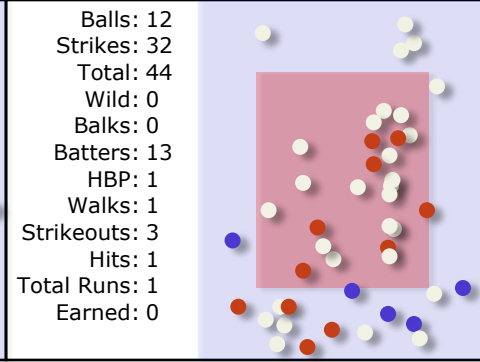 Balls: 12
Strikes: 32
Total: 44
Wild: 0
Balks: 0
Batters: 13
HBP: 1
Walks: 1
Strikeouts: 3
Hits: 1
Total Runs: 1
Earned: 0